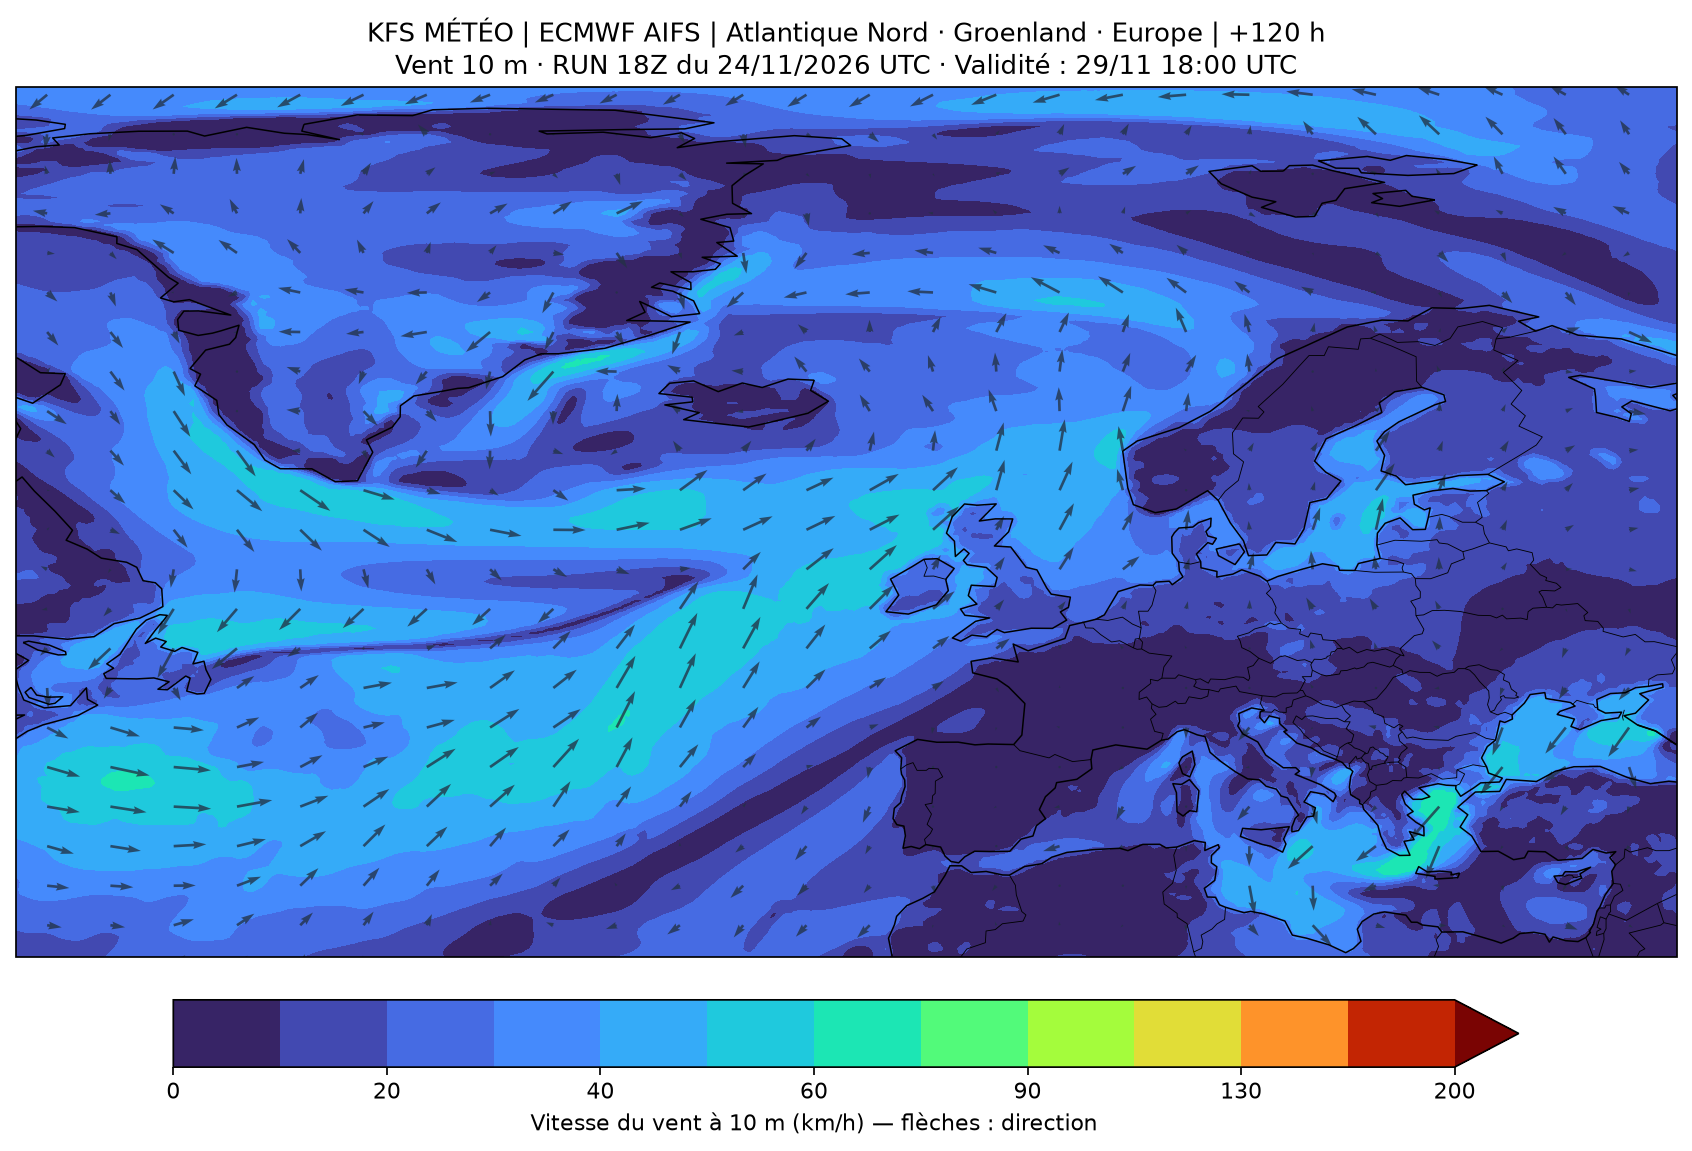 KFS MÉTÉO | ECMWF AIFS | Atlantique Nord · Groenland · Europe | +120 h
Vent 10 m · RUN 18Z du 24/11/2026 UTC · Validité : 29/11 18:00 UTC
0 20 40 60 90 130 200
Vitesse du vent à 10 m (km/h) — flèches : direction